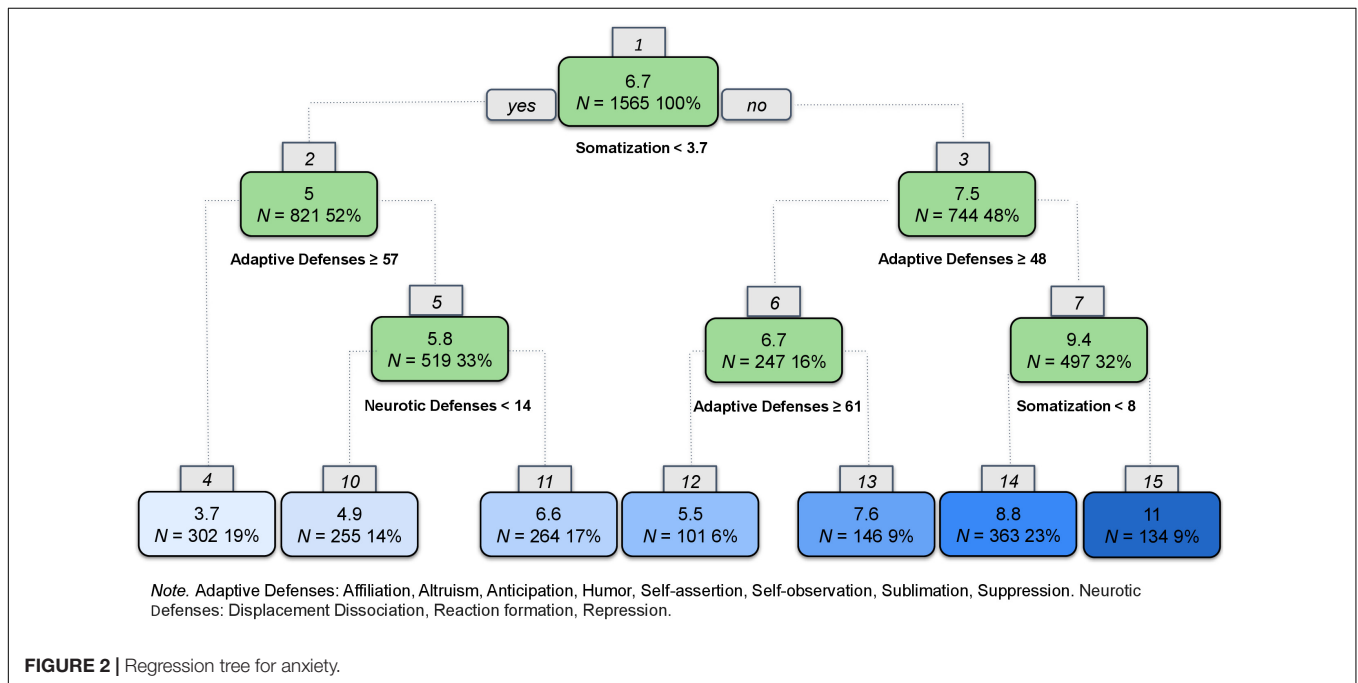 1
6.7
N = 1565 100%
yes
no
Somatization < 3.7
2
5
N = 821 52%
Adaptive Defenses ≥ 57
3
7.5
N = 744 48%
Adaptive Defenses ≥ 48
5
5.8
N = 519 33%
Neurotic Defenses < 14
6
6.7
N = 247 16%
Adaptive Defenses ≥ 61
7
9.4
N = 497 32%
Somatization < 8
4
3.7
N = 302 19%
10
4.9
N = 255 14%
11
6.6
N = 264 17%
12
5.5
N = 101 6%
13
7.6
N = 146 9%
14
8.8
N = 363 23%
15
11
N = 134 9%
Note. Adaptive Defenses: Affiliation, Altruism, Anticipation, Humor, Self-assertion, Self-observation, Sublimation, Suppression. Neurotic
Defenses: Displacement Dissociation, Reaction formation, Repression.
FIGURE 2 | Regression tree for anxiety.